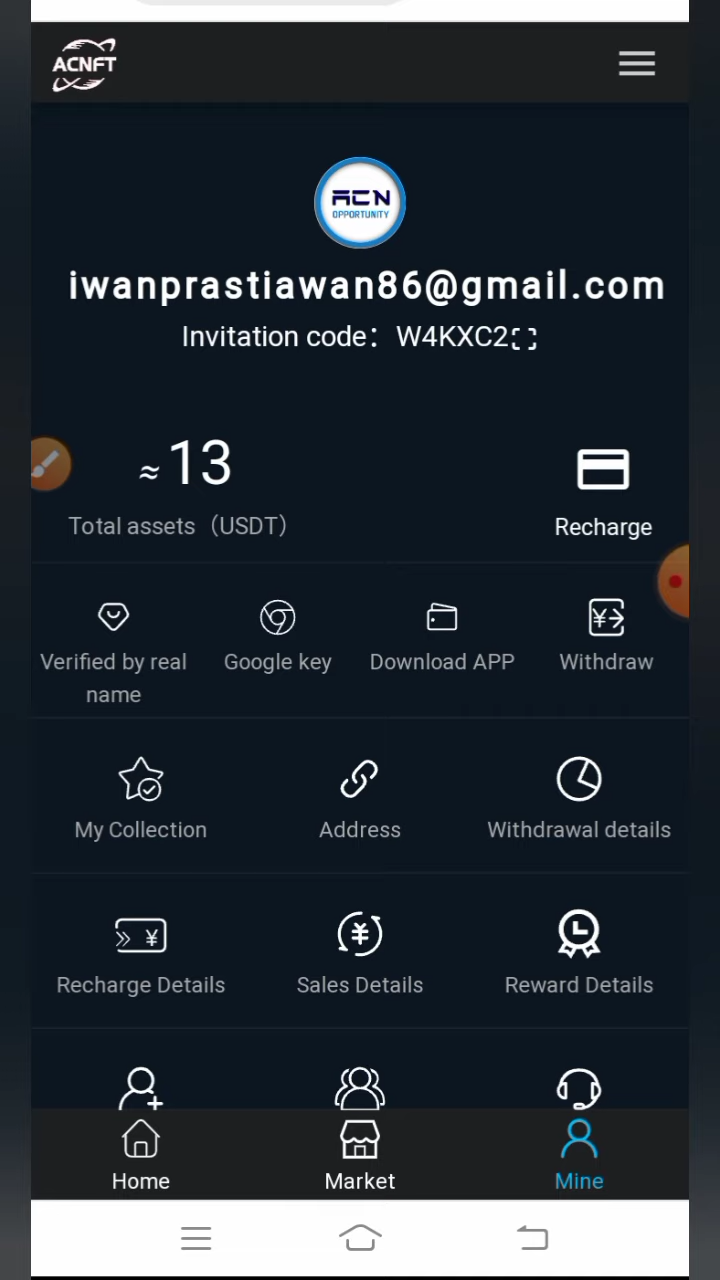 ACNFT
ACN
OPPORTUNITY
iwanprastiawan86@gmail.com
Invitation code：W4KXC2
≈13
Total assets（USDT）
Recharge
Verified by real name
Google key
Download APP
Withdraw
My Collection
Address
Withdrawal details
Recharge Details
Sales Details
Reward Details
Home
Market
Mine